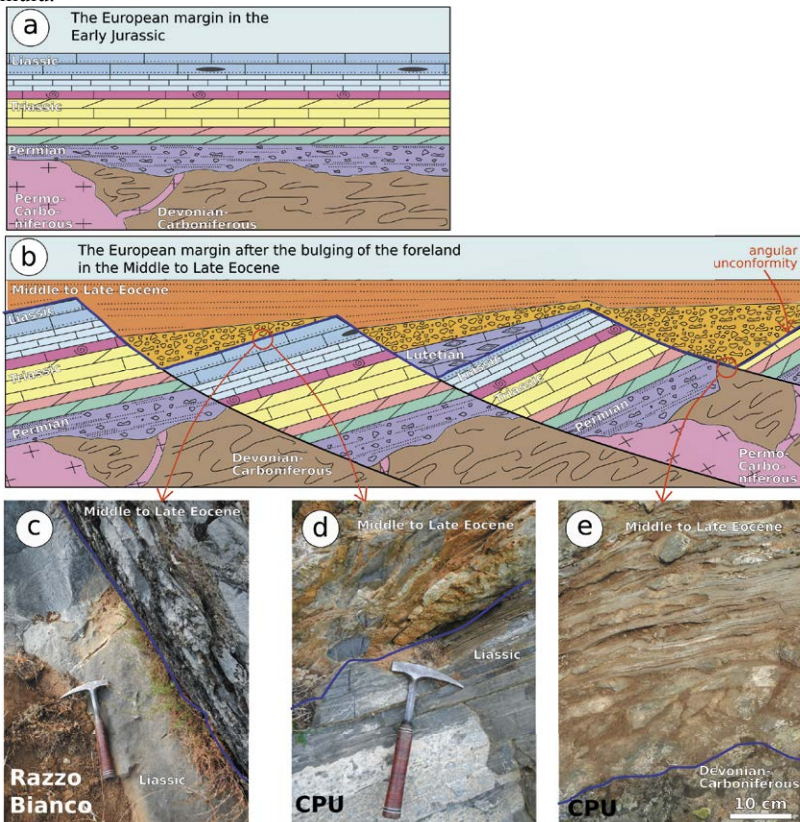 a
The European margin in the
Early Jurassic
Liassic
Triassic
Permian
Permo-
Carbo-
niferous
Devonian-
Carboniferous
b
The European margin after the bulging of the foreland
in the Middle to Late Eocene
angular
unconformity
Middle to Late Eocene
Liassic
Triassic
Permian
Devonian-
Carboniferous
Lutetian
Liassic
Triassic
Permian
Permo-
Carbo-
niferous
c
Middle to Late Eocene
Liassic
Razzo
Bianco
d
Middle to Late Eocene
Liassic
CPU
e
Middle to Late Eocene
Devonian-
Carboniferous
CPU
10 cm